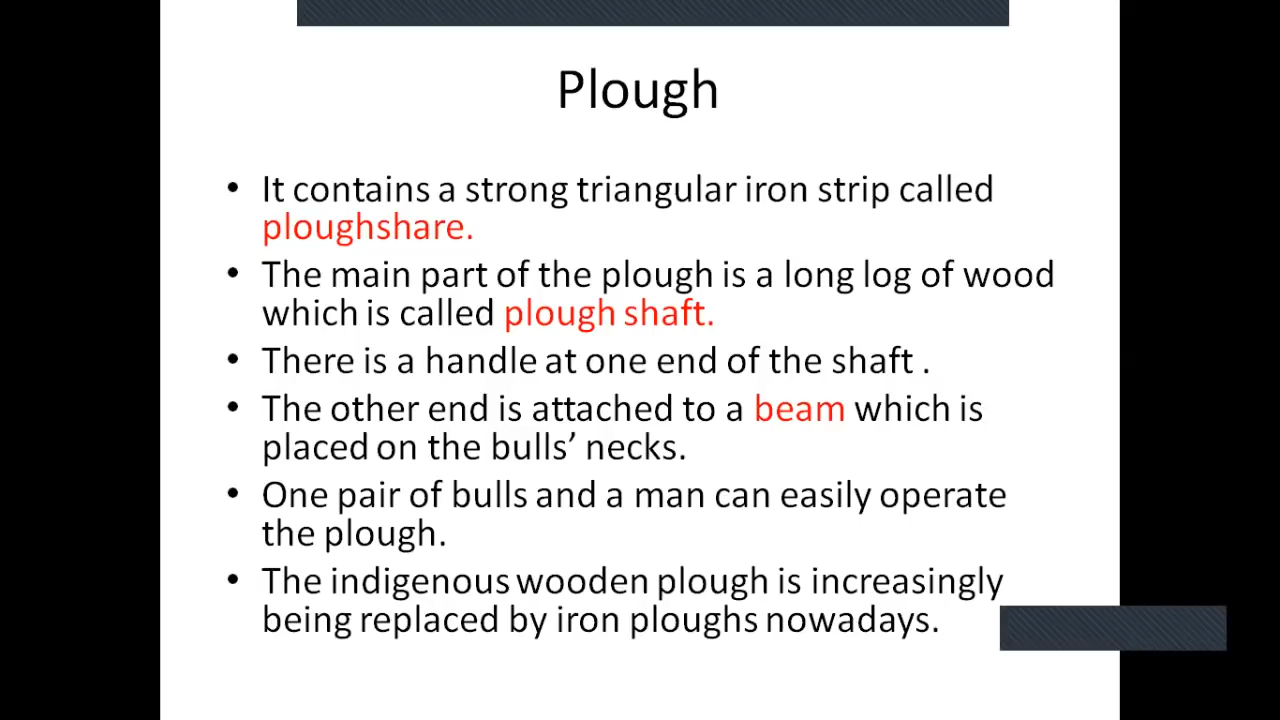 Plough
• It contains a strong triangular iron strip called
ploughshare.
• The main part of the plough is a long log of wood
which is called plough shaft.
• There is a handle at one end of the shaft .
• The other end is attached to a beam which is
placed on the bulls’ necks.
• One pair of bulls and a man can easily operate
the plough.
• The indigenous wooden plough is increasingly
being replaced by iron ploughs nowadays.